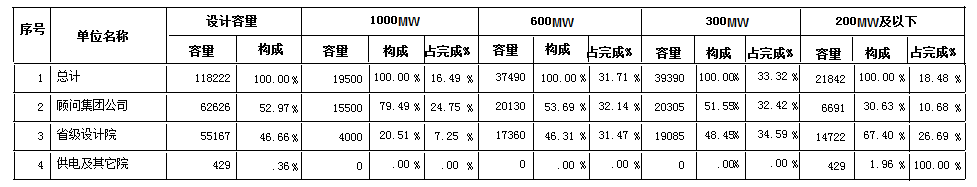 序号 单位名称 设计容量 1000MW 600MW 300MW 200MW及以下
容量 构成 容量 构成 占完成% 容量 构成 占完成% 容量 构成 占完成% 容量 构成 占完成%
1 总计 118222 100.00% 19500 100.00 % 16.49 % 37490 100.00 % 31.71 % 39390 100.00% 33.32 % 21842 100.00 % 18.48 %
2 顾问集团公司 62626 52.97% 15500 79.49 % 24.75 % 20130 53.69 % 32.14 % 20305 51.55% 32.42 % 6691 30.63 % 10.68 %
3 省级设计院 55167 46.66% 4000 20.51 % 7.25 % 17360 46.31 % 31.47 % 19085 48.45% 34.59 % 14722 67.40 % 26.69 %
4 供电及其它院 429 .36% 0 .00 % .00 % 0 .00 % .00 % 0 .00% .00 % 429 1.96 % 100.00 %